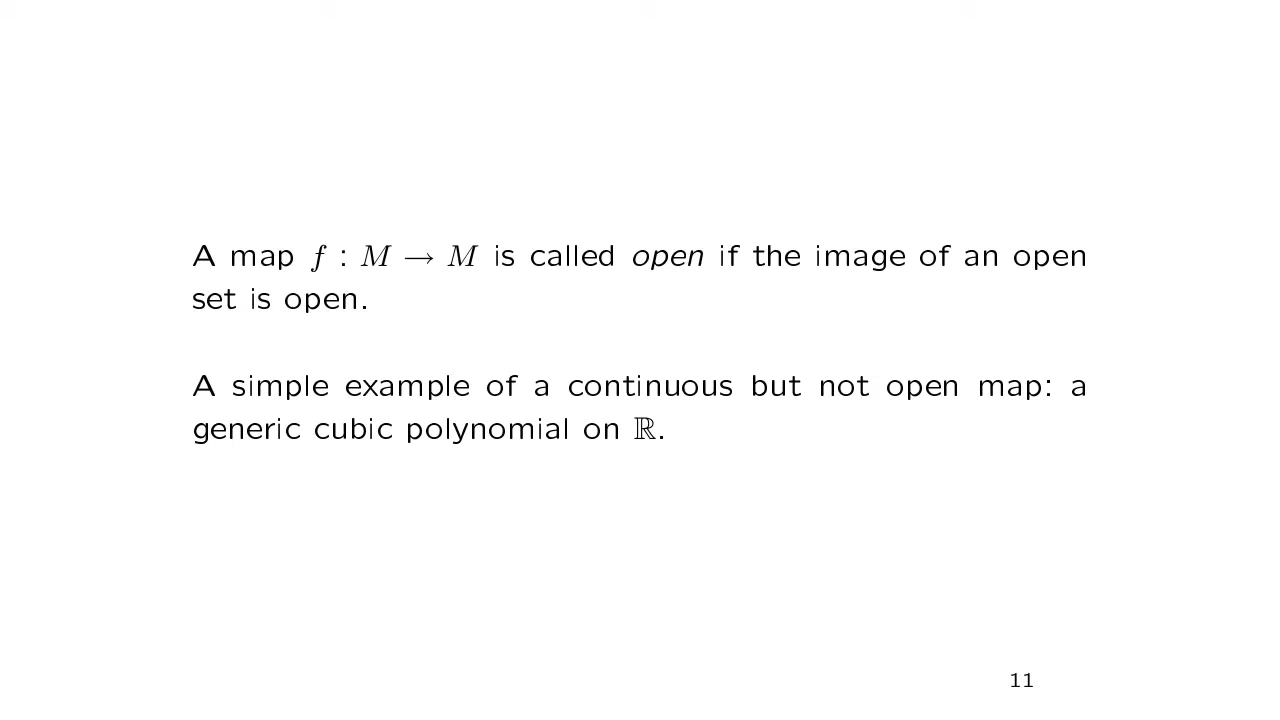 A map f : M → M is called open if the image of an open
set is open.
A simple example of a continuous but not open map: a
generic cubic polynomial on ℝ.
11